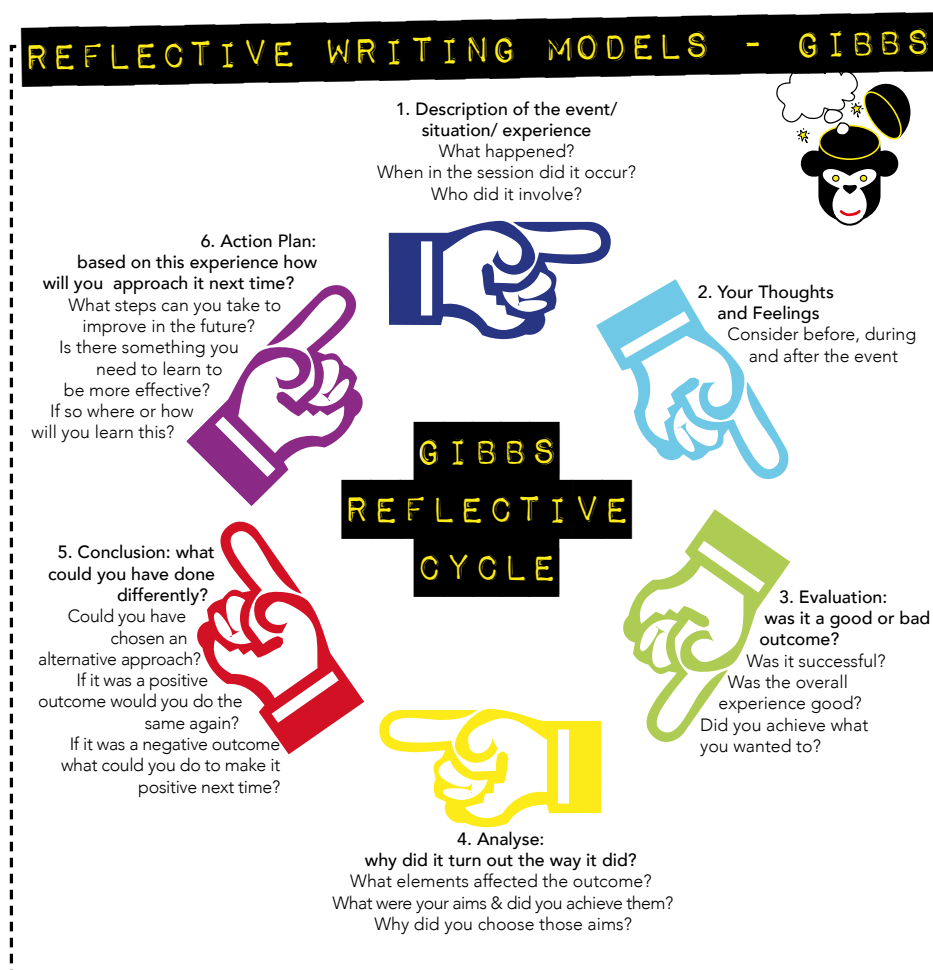 REFLECTIVE WRITING MODELS - GIBBS
1. Description of the event/
situation/ experience
What happened?
When in the session did it occur?
Who did it involve?
2. Your Thoughts
and Feelings
Consider before, during
and after the event
3. Evaluation:
was it a good or bad
outcome?
Was it successful?
Was the overall
experience good?
Did you achieve what
you wanted to?
4. Analyse:
why did it turn out the way it did?
What elements affected the outcome?
What were your aims & did you achieve them?
Why did you choose those aims?
5. Conclusion: what
could you have done
differently?
Could you have
chosen an
alternative approach?
If it was a positive
outcome would you do the
same again?
If it was a negative outcome
what could you do to make it
positive next time?
6. Action Plan:
based on this experience how
will you approach it next time?
What steps can you take to
improve in the future?
Is there something you
need to learn to
be more effective?
If so where or how
will you learn this?
GIBBS
REFLECTIVE
CYCLE